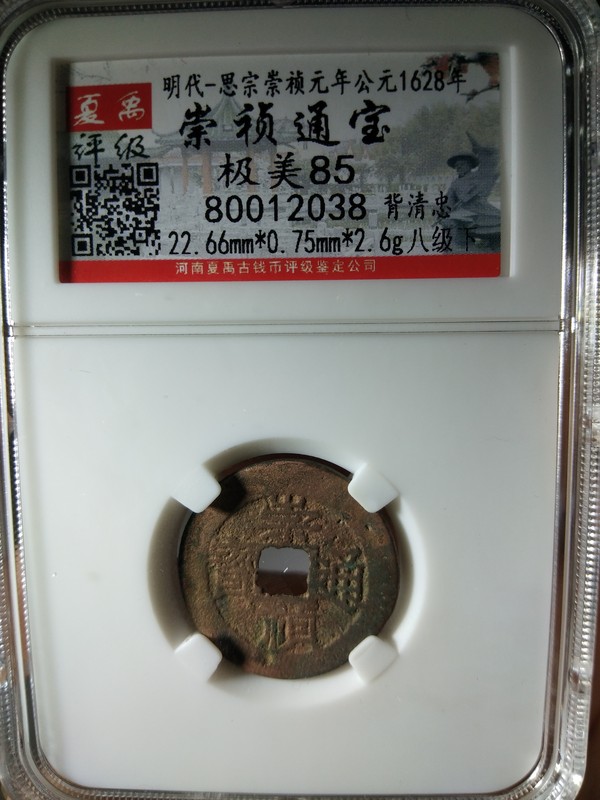 明代-思宗崇祯元年公元1628年
夏禹
评级
崇祯通宝
极美85
80012038 背清忠
22.66mm*0.75mm*2.6g八级下
河南夏禹古钱币评级鉴定公司
崇禎通寶